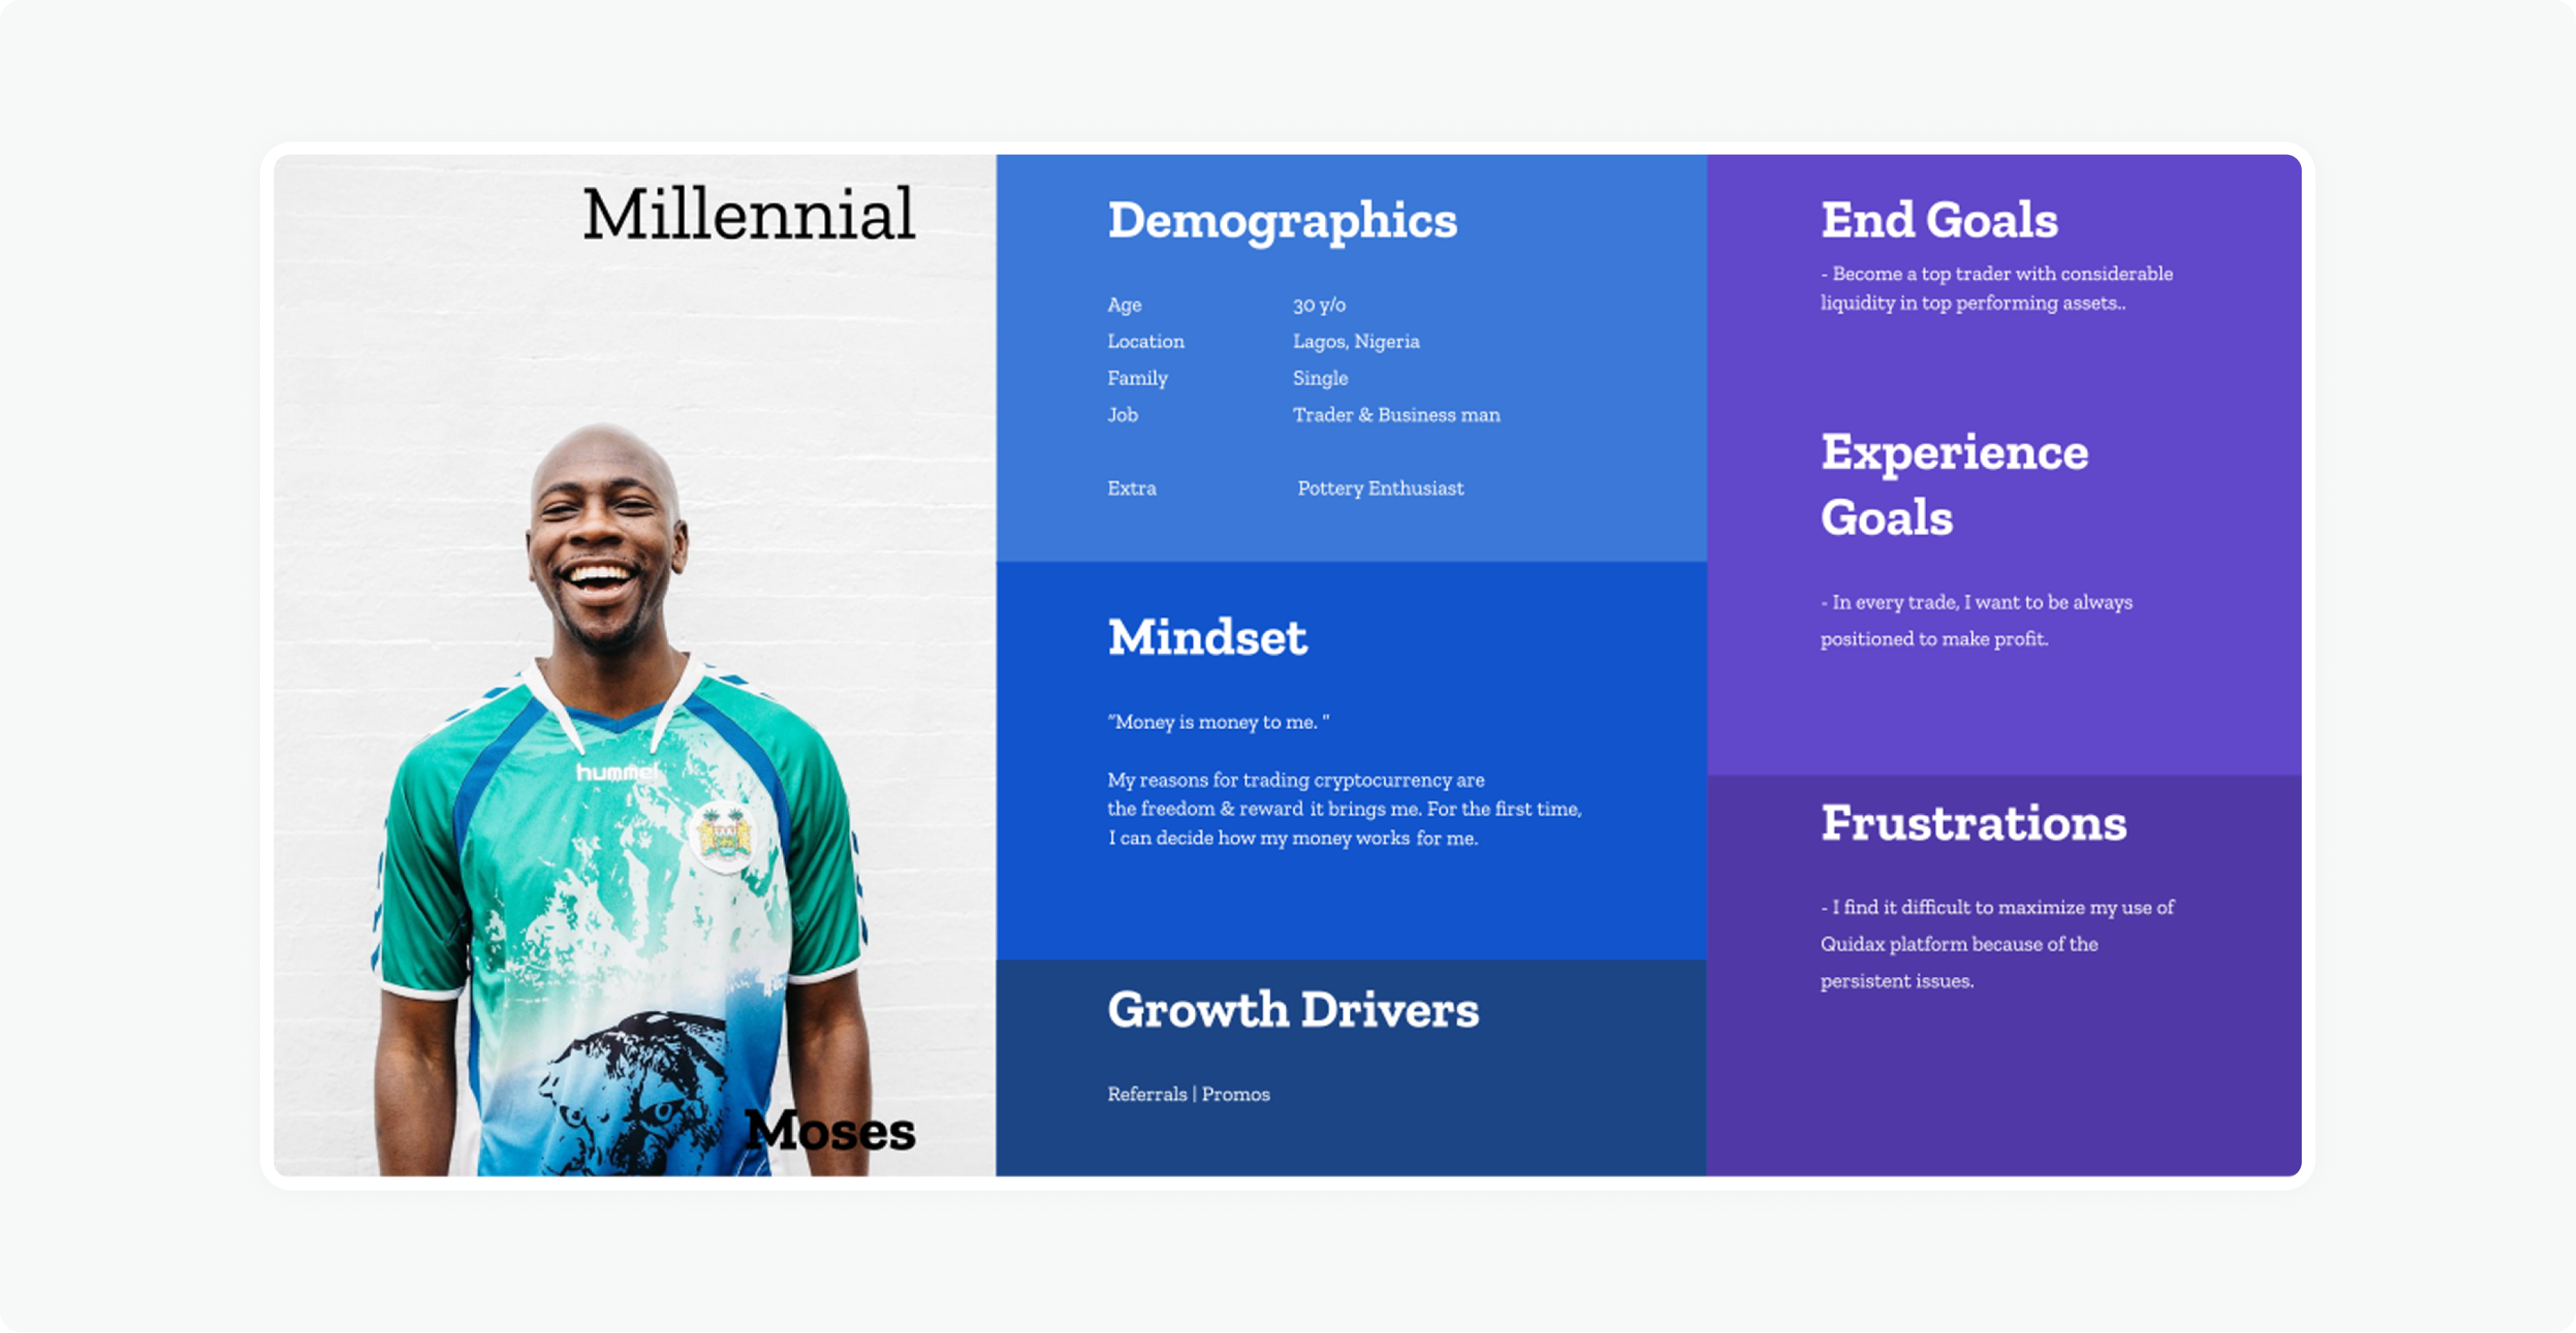 Millennial
hummel
Moses
Demographics
Age 30 y/o
Location Lagos, Nigeria
Family Single
Job Trader & Business man
Extra Pottery Enthusiast
Mindset
"Money is money to me. "
My reasons for trading cryptocurrency are
the freedom & reward it brings me. For the first time,
I can decide how my money works for me.
Growth Drivers
Referrals | Promos
End Goals
- Become a top trader with considerable
liquidity in top performing assets..
Experience
Goals
- In every trade, I want to be always
positioned to make profit.
Frustrations
- I find it difficult to maximize my use of
Quidax platform because of the
persistent issues.